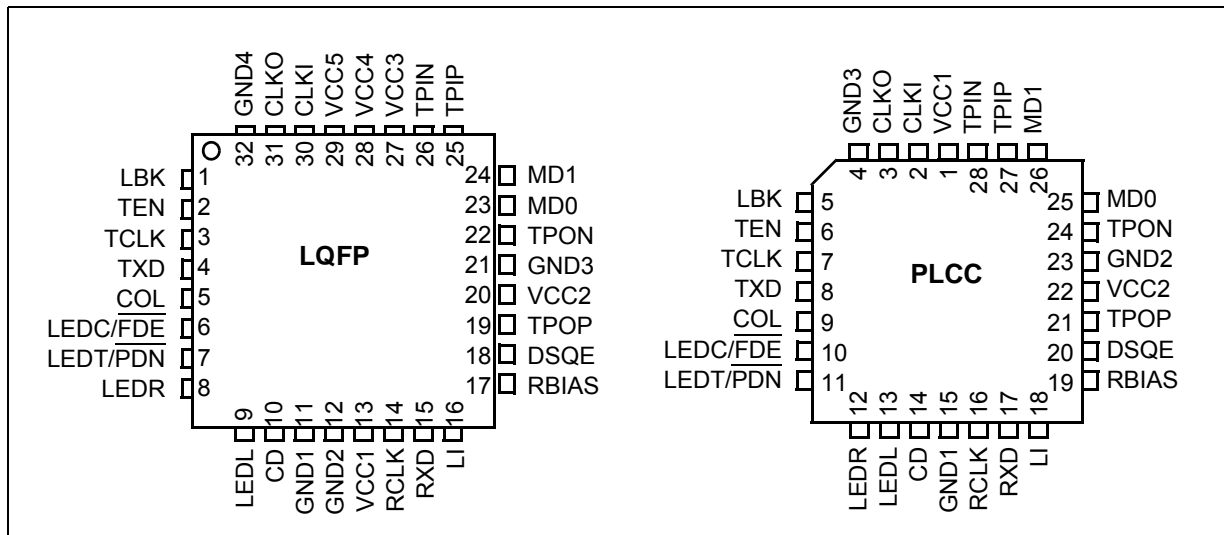 GND4 CLKO CLKI VCC5 VCC4 VCC3 TPIN TPIP
32 31 30 29 28 27 26 25
LBK 1
TEN 2
TCLK 3
TXD 4
COL 5
LEDC/F̅D̅E̅ 6
LEDT/P̅D̅N̅ 7
LEDR 8
LQFP
24 MD1
23 MD0
22 TPON
21 GND3
20 VCC2
19 TPOP
18 DSQE
17 RBIAS
9 10 11 12 13 14 15 16
LEDL CD GND1 GND2 VCC1 RCLK RXD LI
GND3 CLKO CLKI VCC1 TPIN TPIP MD1
4 3 2 1 28 27 26
LBK 5
TEN 6
TCLK 7
TXD 8
COL 9
LEDC/F̅D̅E̅ 10
LEDT/P̅D̅N̅ 11
PLCC
25 MD0
24 TPON
23 GND2
22 VCC2
21 TPOP
20 DSQE
19 RBIAS
12 13 14 15 16 17 18
LEDR LEDL CD GND1 RCLK RXD LI